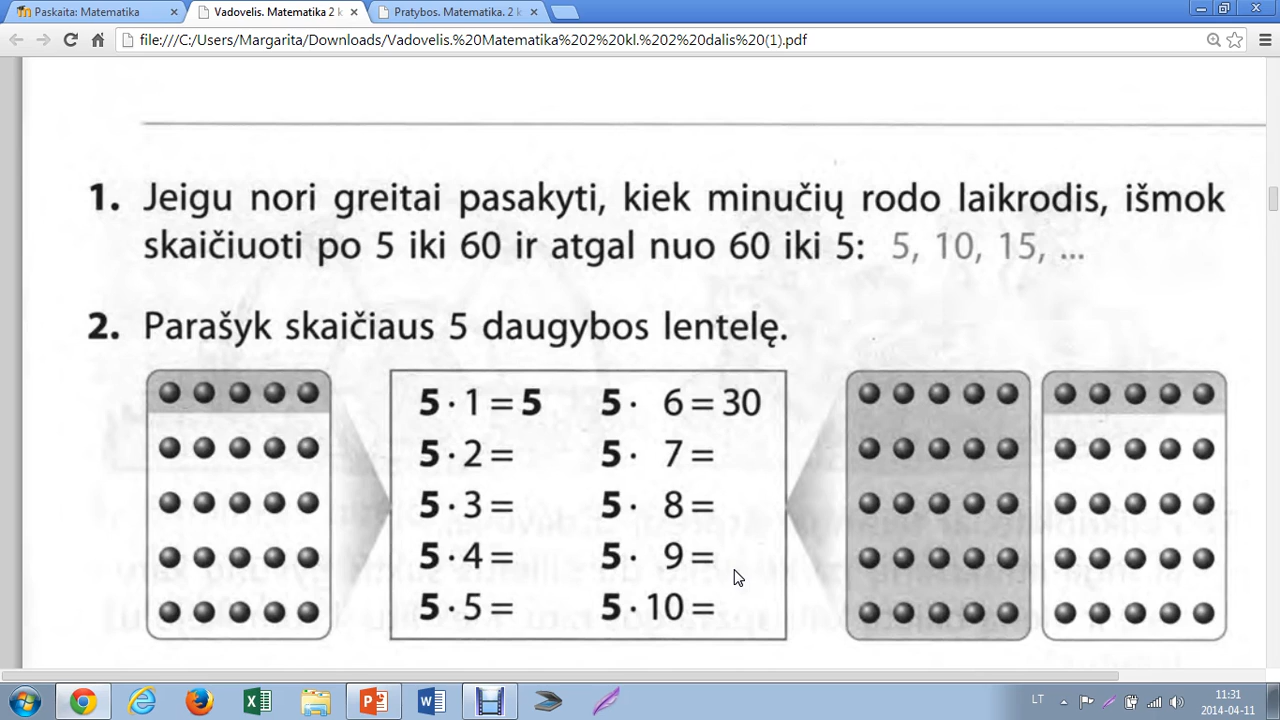 Paskaita: Matematika
Vadovelis. Matematika 2 k
Pratybos. Matematika. 2 k
file:///C:/Users/Margarita/Downloads/Vadovelis.%20Matematika%202%20kl.%202%20dalis%20(1).pdf
1. Jeigu nori greitai pasakyti, kiek minučių rodo laikrodis, išmok
skaičiuoti po 5 iki 60 ir atgal nuo 60 iki 5: 5, 10, 15, ...
2. Parašyk skaičiaus 5 daugybos lentelę.
5 · 1 = 5 5 · 6 = 30
5 · 2 = 5 · 7 =
5 · 3 = 5 · 8 =
5 · 4 = 5 · 9 =
5 · 5 = 5 · 10 =
LT
11:31
2014-04-11